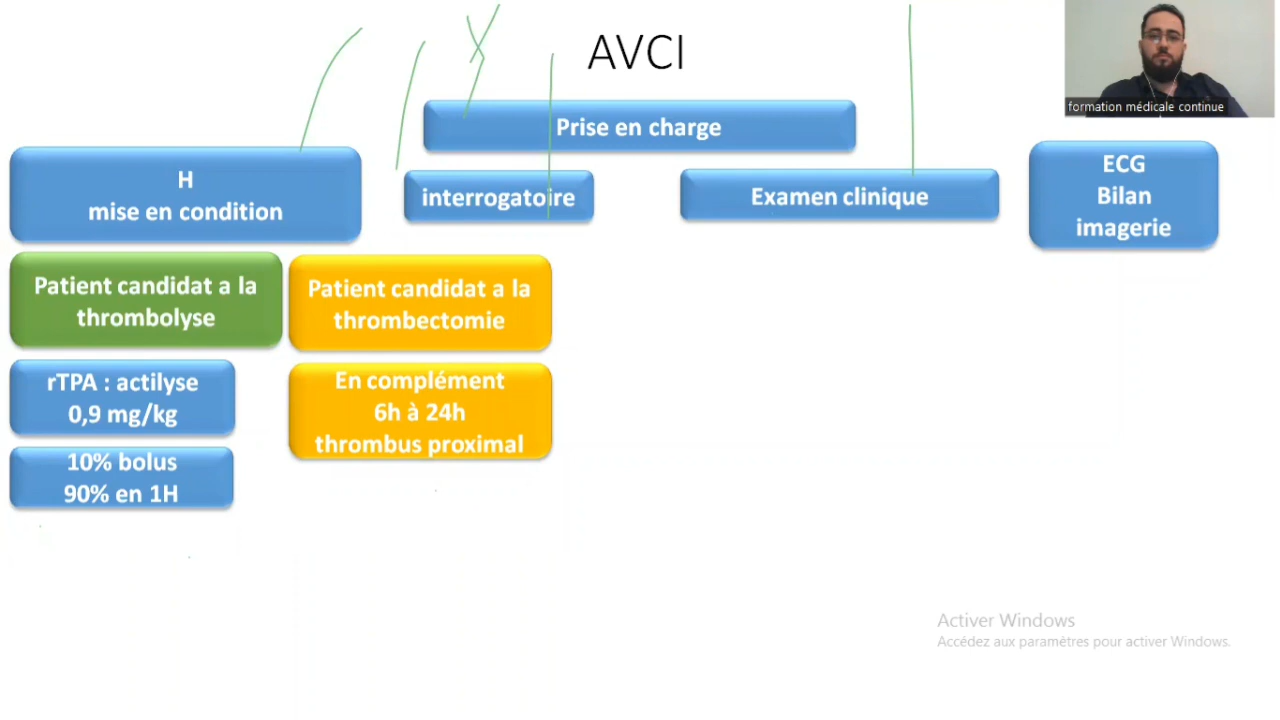 AVCI
formation médicale continue
Prise en charge
H
mise en condition
interrogatoire
Examen clinique
ECG
Bilan
imagerie
Patient candidat a la
thrombolyse
Patient candidat a la
thrombectomie
rTPA : actilyse
0,9 mg/kg
En complément
6h à 24h
thrombus proximal
10% bolus
90% en 1H
Activer Windows
Accédez aux paramètres pour activer Windows.